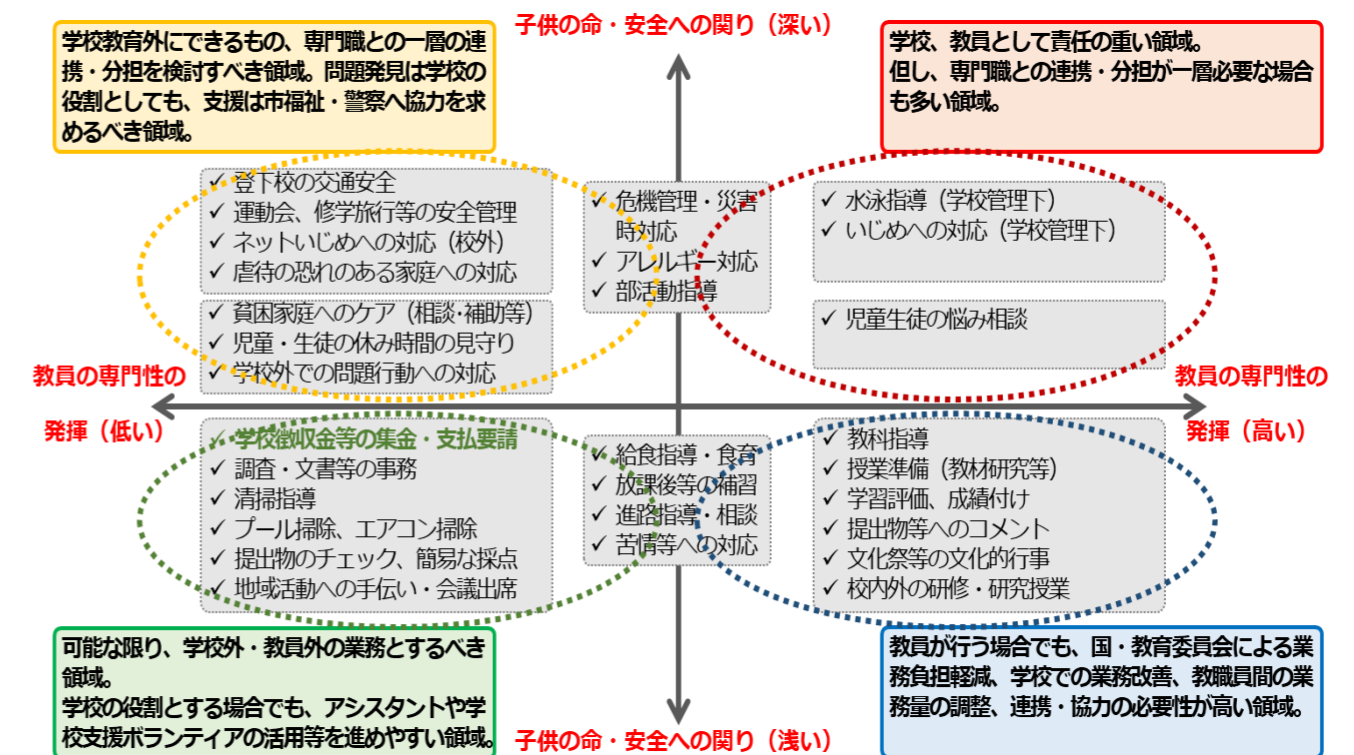 子供の命・安全への関り（深い）
学校教育外にできるもの、専門職との一層の連
携・分担を検討すべき領域。問題発見は学校の
役割としても、支援は市福祉・警察へ協力を求
めるべき領域。
学校、教員として責任の重い領域。
但し、専門職との連携・分担が一層必要な場合
も多い領域。
✓ 登下校の交通安全
✓ 運動会、修学旅行等の安全管理
✓ ネットいじめへの対応（校外）
✓ 虐待の恐れのある家庭への対応
✓ 貧困家庭へのケア（相談・補助等）
✓ 児童・生徒の休み時間の見守り
✓ 学校外での問題行動への対応
✓ 危機管理・災害
時対応
✓ アレルギー対応
✓ 部活動指導
✓ 水泳指導（学校管理下）
✓ いじめへの対応（学校管理下）
✓ 児童生徒の悩み相談
教員の専門性の
発揮（低い）
教員の専門性の
発揮（高い）
✓ 学校徴収金等の集金・支払要請
✓ 調査・文書等の事務
✓ 清掃指導
✓ プール掃除、エアコン掃除
✓ 提出物のチェック、簡易な採点
✓ 地域活動への手伝い・会議出席
✓ 給食指導・食育
✓ 放課後等の補習
✓ 進路指導・相談
✓ 苦情等への対応
✓ 教科指導
✓ 授業準備（教材研究等）
✓ 学習評価、成績付け
✓ 提出物等へのコメント
✓ 文化祭等の文化的行事
✓ 校内外の研修・研究授業
可能な限り、学校外・教員外の業務とするべき
領域。
学校の役割とする場合でも、アシスタントや学
校支援ボランティアの活用等を進めやすい領域。
教員が行う場合でも、国・教育委員会による業
務負担軽減、学校での業務改善、教職員間の業
務量の調整、連携・協力の必要性が高い領域。
子供の命・安全への関り（浅い）